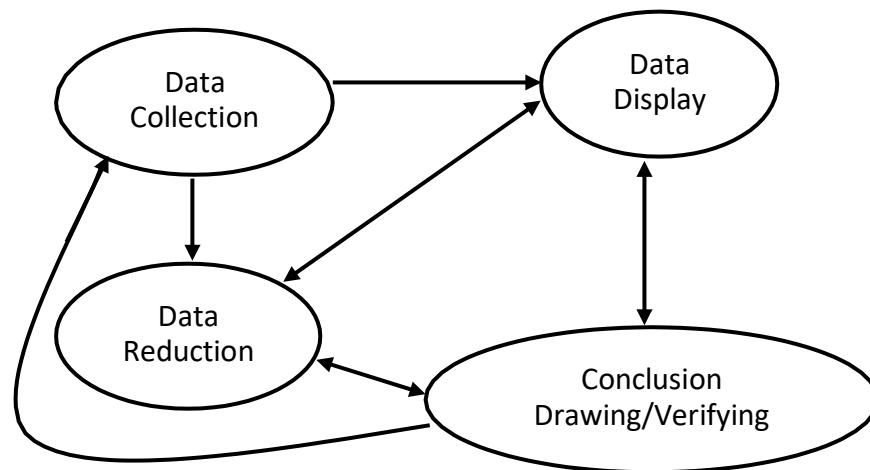 Data
Collection
Data
Display
Data
Reduction
Conclusion
Drawing/Verifying